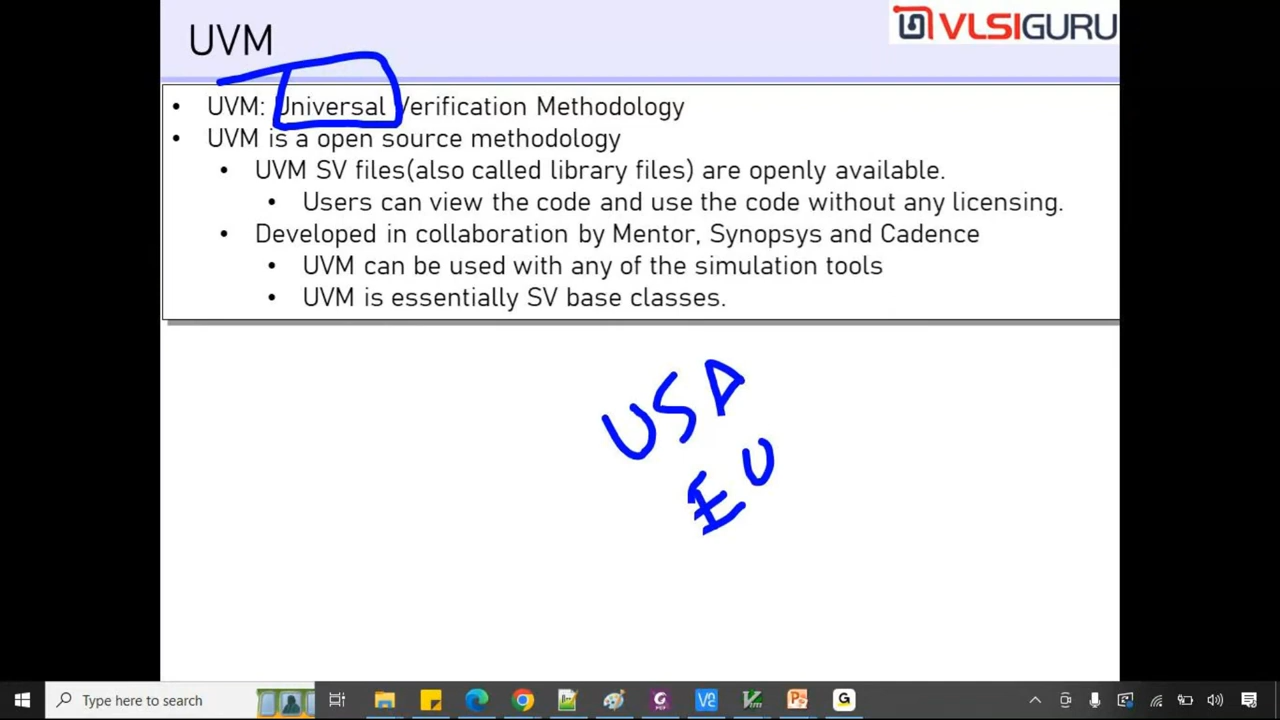 UVM
VLSIGURU
• UVM: Universal Verification Methodology
• UVM is a open source methodology
• UVM SV files(also called library files) are openly available.
• Users can view the code and use the code without any licensing.
• Developed in collaboration by Mentor, Synopsys and Cadence
• UVM can be used with any of the simulation tools
• UVM is essentially SV base classes.
USA
EU
Type here to search